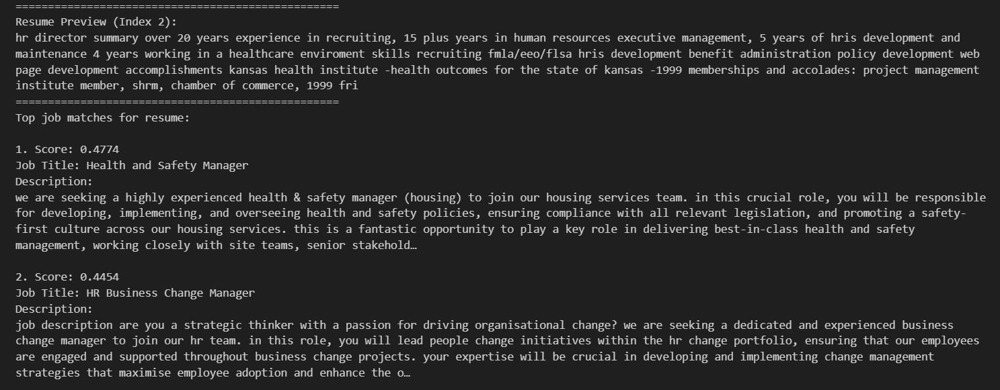 ==================================================
Resume Preview (Index 2):
hr director summary over 20 years experience in recruiting, 15 plus years in human resources executive management, 5 years of hris development and
maintenance 4 years working in a healthcare enviroment skills recruiting fmla/eeo/flsa hris development benefit administration policy development web
page development accomplishments kansas health institute -health outcomes for the state of kansas -1999 memberships and accolades: project management
institute member, shrm, chamber of commerce, 1999 fri
==================================================
Top job matches for resume:

1. Score: 0.4774
Job Title: Health and Safety Manager
Description:
we are seeking a highly experienced health & safety manager (housing) to join our housing services team. in this crucial role, you will be responsible
for developing, implementing, and overseeing health and safety policies, ensuring compliance with all relevant legislation, and promoting a safety-
first culture across our housing services. this is a fantastic opportunity to play a key role in delivering best-in-class health and safety
management, working closely with site teams, senior stakehold…

2. Score: 0.4454
Job Title: HR Business Change Manager
Description:
job description are you a strategic thinker with a passion for driving organisational change? we are seeking a dedicated and experienced business
change manager to join our hr team. in this role, you will lead people change initiatives within the hr change portfolio, ensuring that our employees
are engaged and supported throughout business change projects. your expertise will be crucial in developing and implementing change management
strategies that maximise employee adoption and enhance the o…